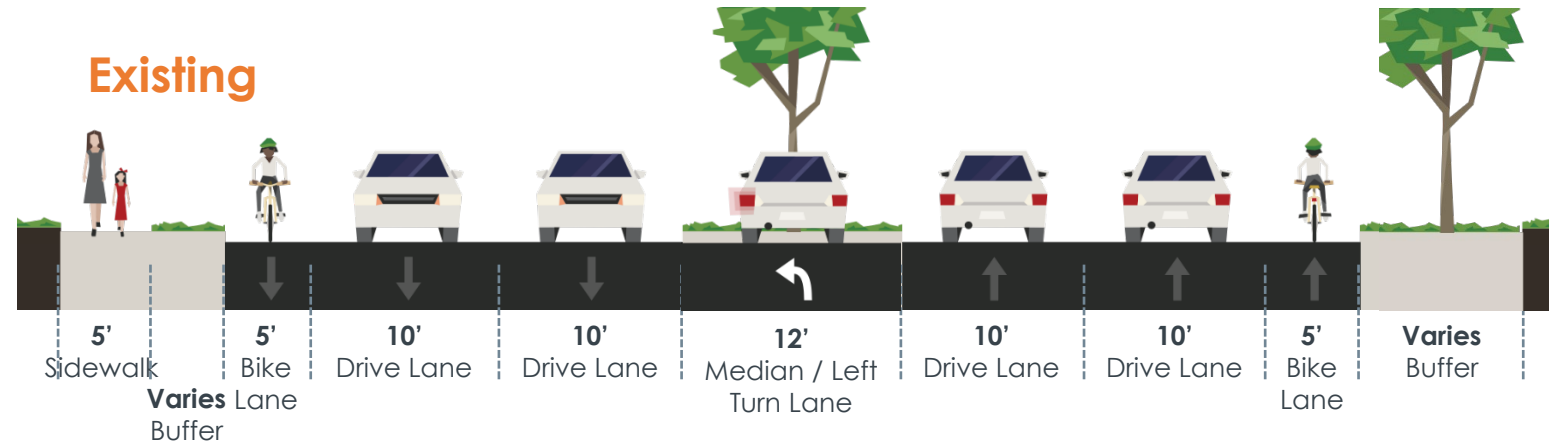 Existing
5’
Sidewalk
Varies
Buffer
5’
Bike
Lane
10’
Drive Lane
10’
Drive Lane
12’
Median / Left
Turn Lane
10’
Drive Lane
10’
Drive Lane
5’
Bike
Lane
Varies
Buffer